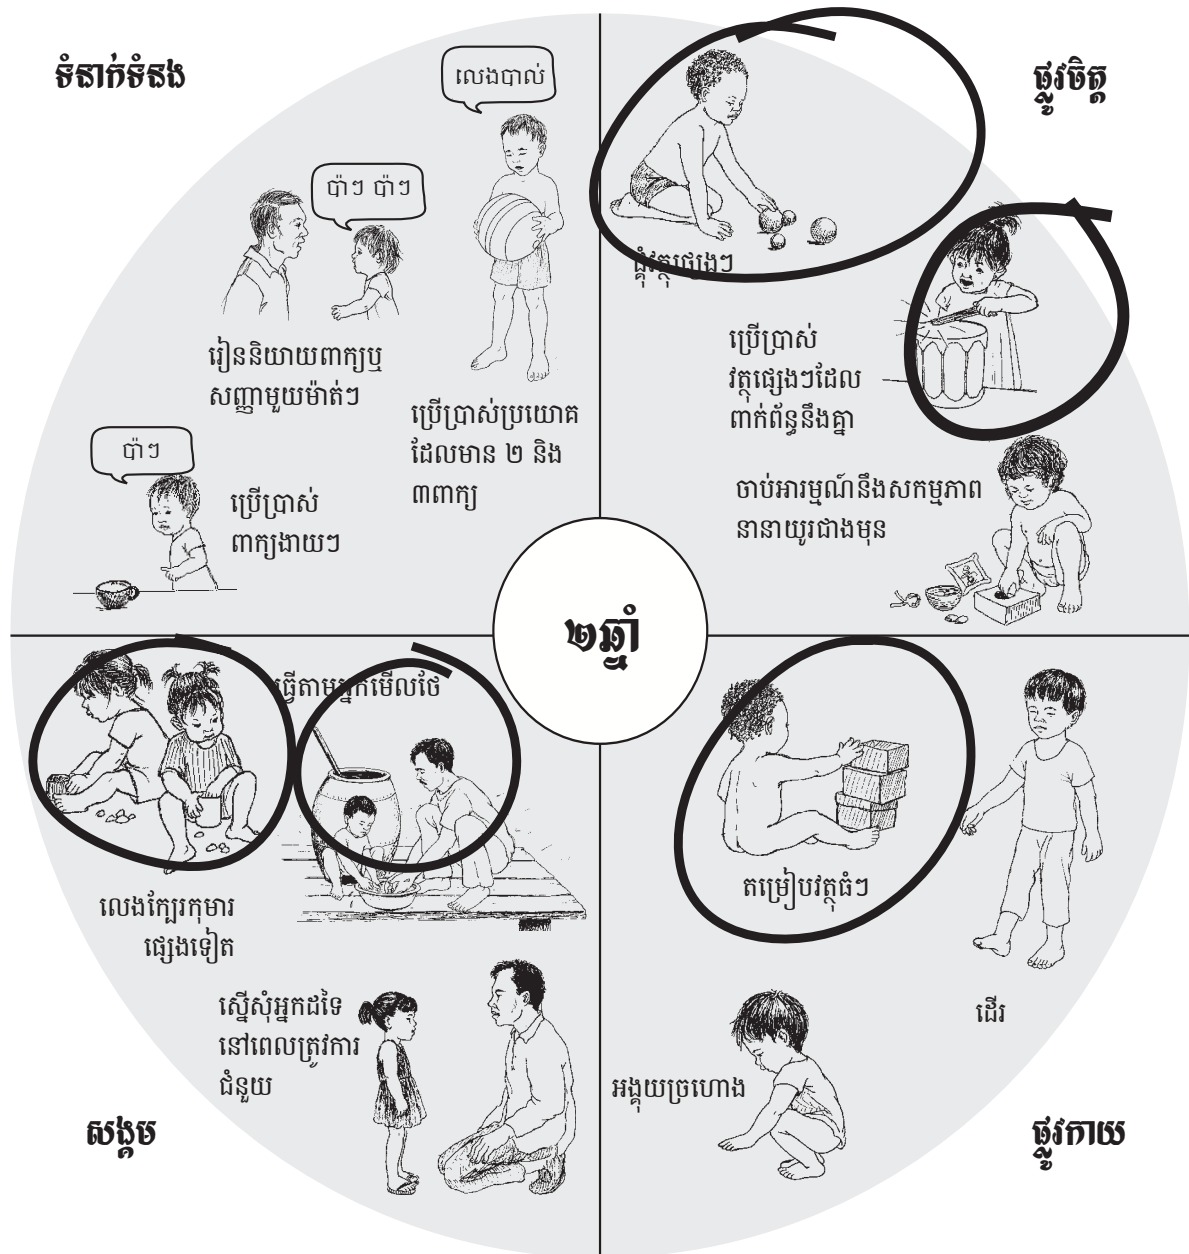 ទំនាក់ទំនង
លេងបាល់
ប៉ាៗ ប៉ាៗ
រៀននិយាយពាក្យឬ
សញ្ញាមួយម៉ាត់ៗ
ប្រើប្រាស់ប្រយោគ
ដែលមាន ២ និង
៣ពាក្យ
ប៉ាៗ
ប្រើប្រាស់
ពាក្យងាយៗ
ផ្លូវចិត្ត
ផ្គុំវត្ថុផ្សេងៗ
ប្រើប្រាស់
វត្ថុផ្សេងៗដែល
ពាក់ព័ន្ធនឹងគ្នា
ចាប់អារម្មណ៍នឹងសកម្មភាព
នានាយូរជាងមុន
២ឆ្នាំ
ធ្វើតាមអ្នកមើលថែ
លេងក្បែរកុមារ
ផ្សេងទៀត
ស្នើសុំអ្នកដទៃ
នៅពេលត្រូវការ
ជំនួយ
សង្គម
តម្រៀបវត្ថុធំៗ
ដើរ
អង្គុយច្រហោង
ផ្លូវកាយ